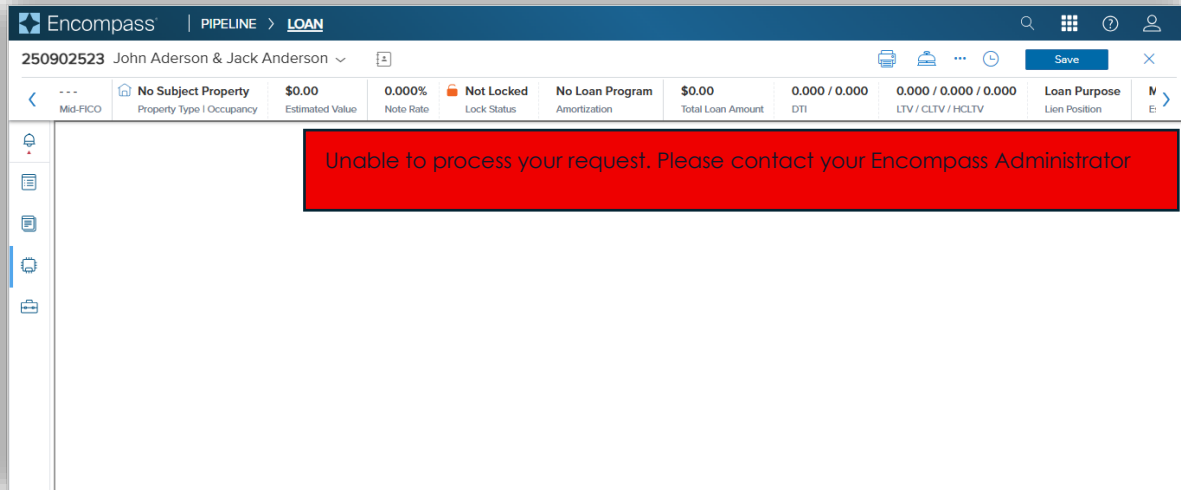 Encompass | PIPELINE > LOAN
250902523 John Aderson & Jack Anderson
Save
--- No Subject Property $0.00 0.000% Not Locked No Loan Program $0.00 0.000 / 0.000 0.000 / 0.000 / 0.000 Loan Purpose
Mid-FICO Property Type | Occupancy Estimated Value Note Rate Lock Status Amortization Total Loan Amount DTI LTV / CLTV / HCLTV Lien Position
Unable to process your request. Please contact your Encompass Administrator